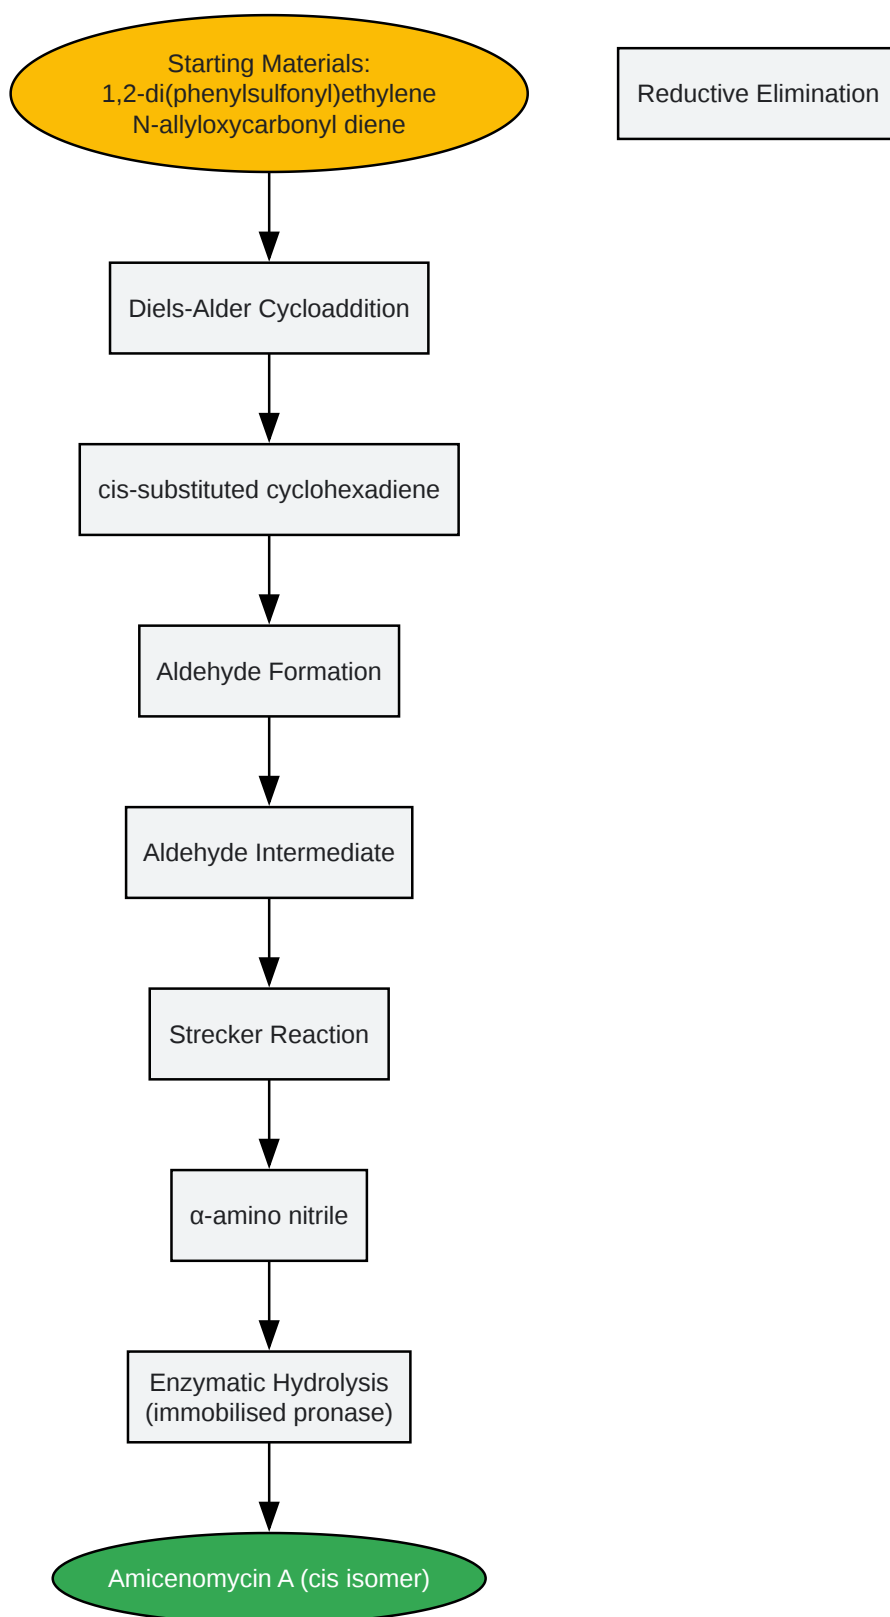 Starting Materials:
1,2-di(phenylsulfonyl)ethylene
N-allyloxycarbonyl diene
Reductive Elimination
Diels-Alder Cycloaddition
cis-substituted cyclohexadiene
Aldehyde Formation
Aldehyde Intermediate
Strecker Reaction
α-amino nitrile
Enzymatic Hydrolysis
(immobilised pronase)
Amicenomycin A (cis isomer)